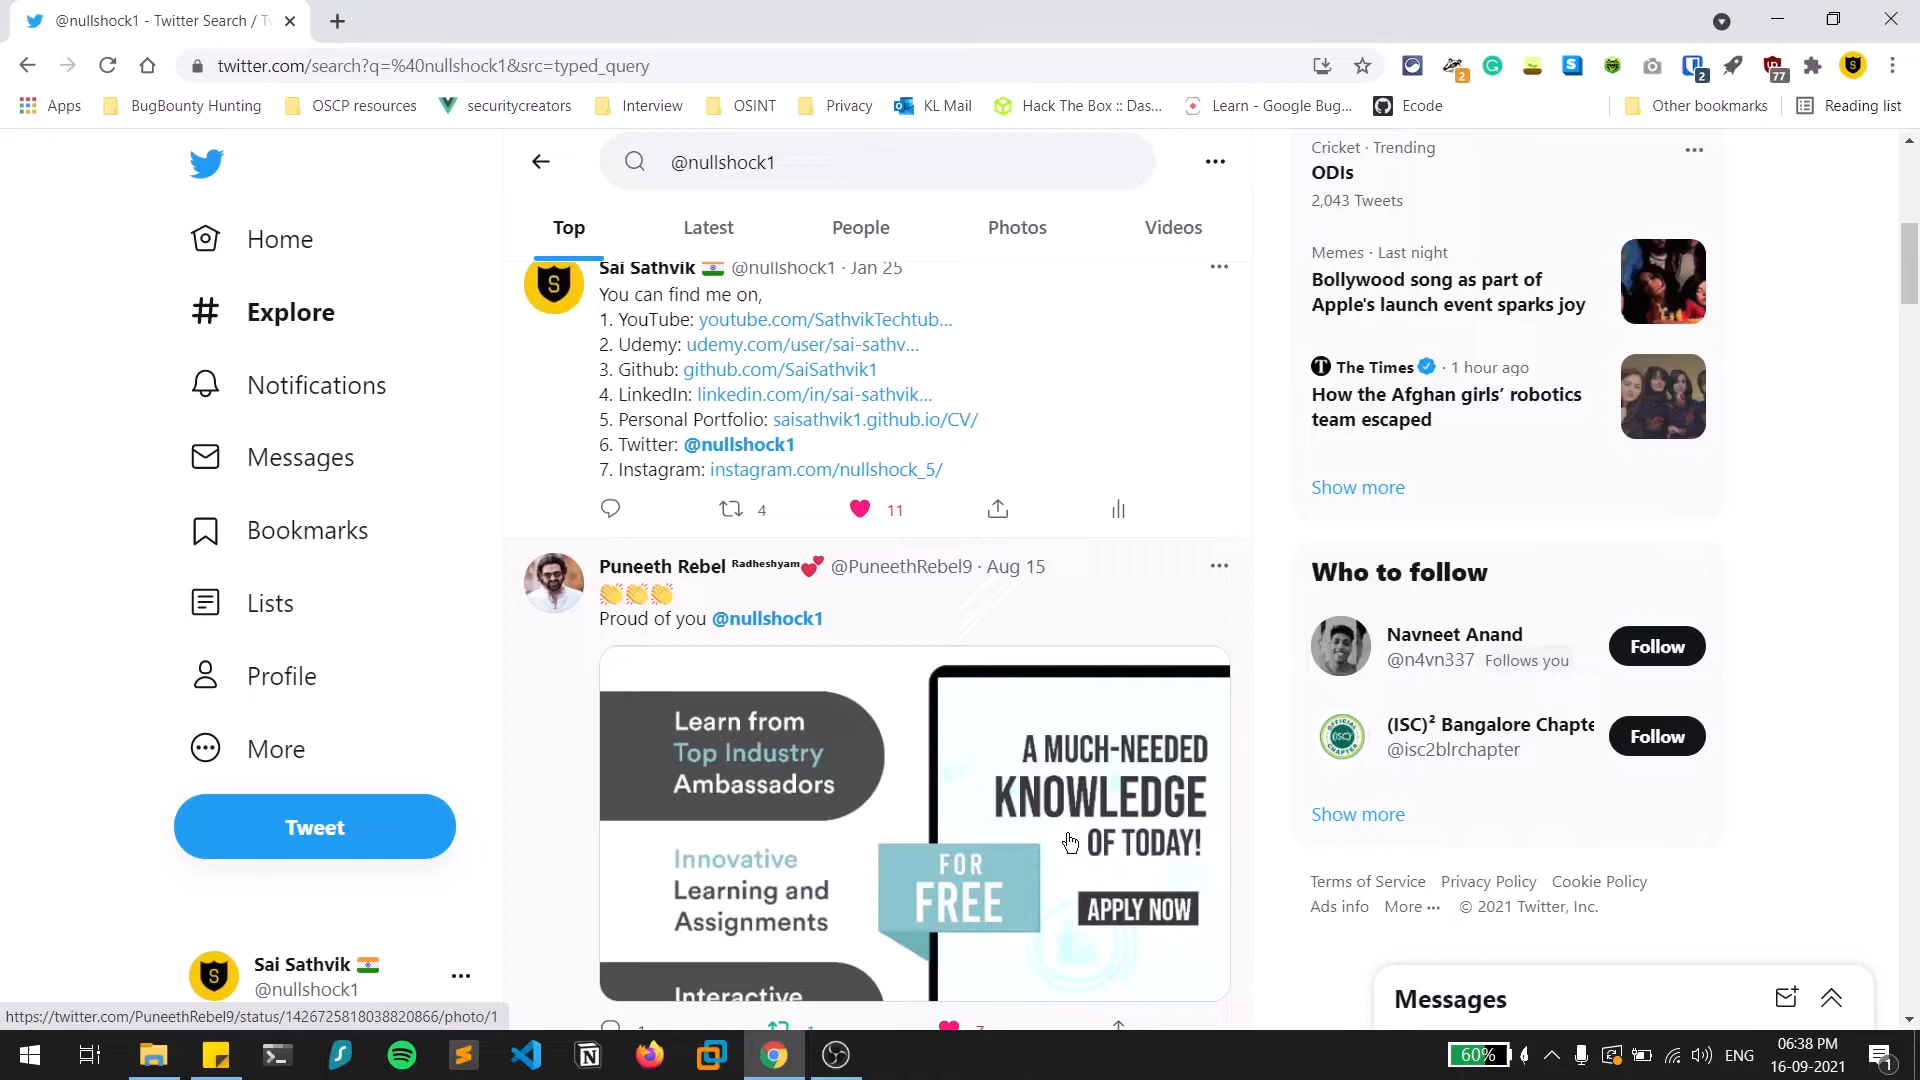 @nullshock1 - Twitter Search / T
twitter.com/search?q=%40nullshock1&src=typed_query
2
2
77
Apps
BugBounty Hunting
OSCP resources
securitycreators
Interview
OSINT
Privacy
KL Mail
Hack The Box :: Das...
Learn - Google Bug...
Ecode
Other bookmarks
Reading list
Home
Explore
Notifications
Messages
Bookmarks
Lists
Profile
More
Tweet
Sai Sathvik 🇮🇳
@nullshock1
@nullshock1
Top
Latest
People
Photos
Videos
Sai Sathvik 🇮🇳 @nullshock1 · Jan 25
You can find me on,
1. YouTube: youtube.com/SathvikTechtub...
2. Udemy: udemy.com/user/sai-sathv...
3. Github: github.com/SaiSathvik1
4. LinkedIn: linkedin.com/in/sai-sathvik...
5. Personal Portfolio: saisathvik1.github.io/CV/
6. Twitter: @nullshock1
7. Instagram: instagram.com/nullshock_5/
4
11
Puneeth Rebel ᴿᵃᵈʰᵉˢʰʸᵃᵐ💕 @PuneethRebel9 · Aug 15
👏👏👏
Proud of you @nullshock1
Learn from
Top Industry
Ambassadors
Innovative
Learning and
Assignments
Interactive
A MUCH-NEEDED
KNOWLEDGE
OF TODAY!
FOR
FREE
APPLY NOW
Cricket · Trending
ODIs
2,043 Tweets
Memes · Last night
Bollywood song as part of
Apple's launch event sparks joy
The Times · 1 hour ago
How the Afghan girls’ robotics
team escaped
Show more
Who to follow
Navneet Anand
@n4vn337 Follows you
Follow
(ISC)² Bangalore Chapte
@isc2blrchapter
Follow
Show more
Terms of Service Privacy Policy Cookie Policy
Ads info More ··· © 2021 Twitter, Inc.
Messages
https://twitter.com/PuneethRebel9/status/1426725818038820866/photo/1
60%
ENG
06:38 PM
16-09-2021
1